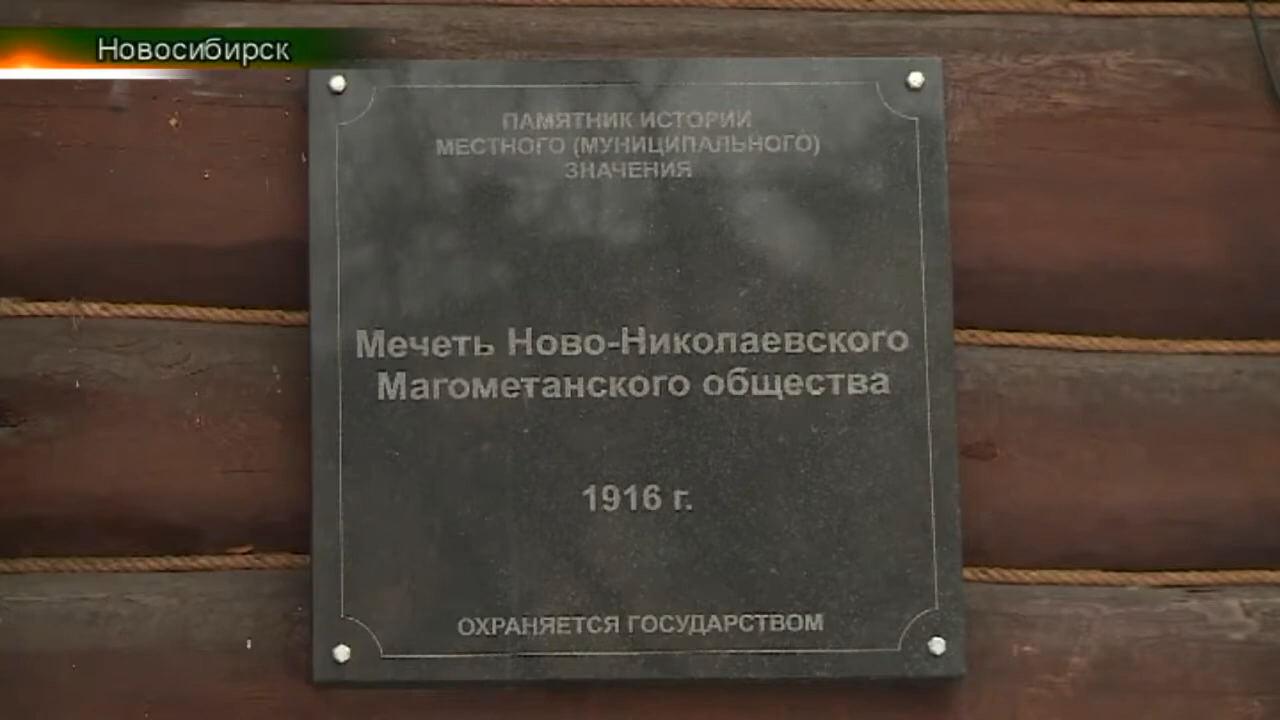 Новосибирск
ПАМЯТНИК ИСТОРИИ
МЕСТНОГО (МУНИЦИПАЛЬНОГО)
ЗНАЧЕНИЯ
Мечеть Ново-Николаевского
Магометанского общества
1916 г.
ОХРАНЯЕТСЯ ГОСУДАРСТВОМ